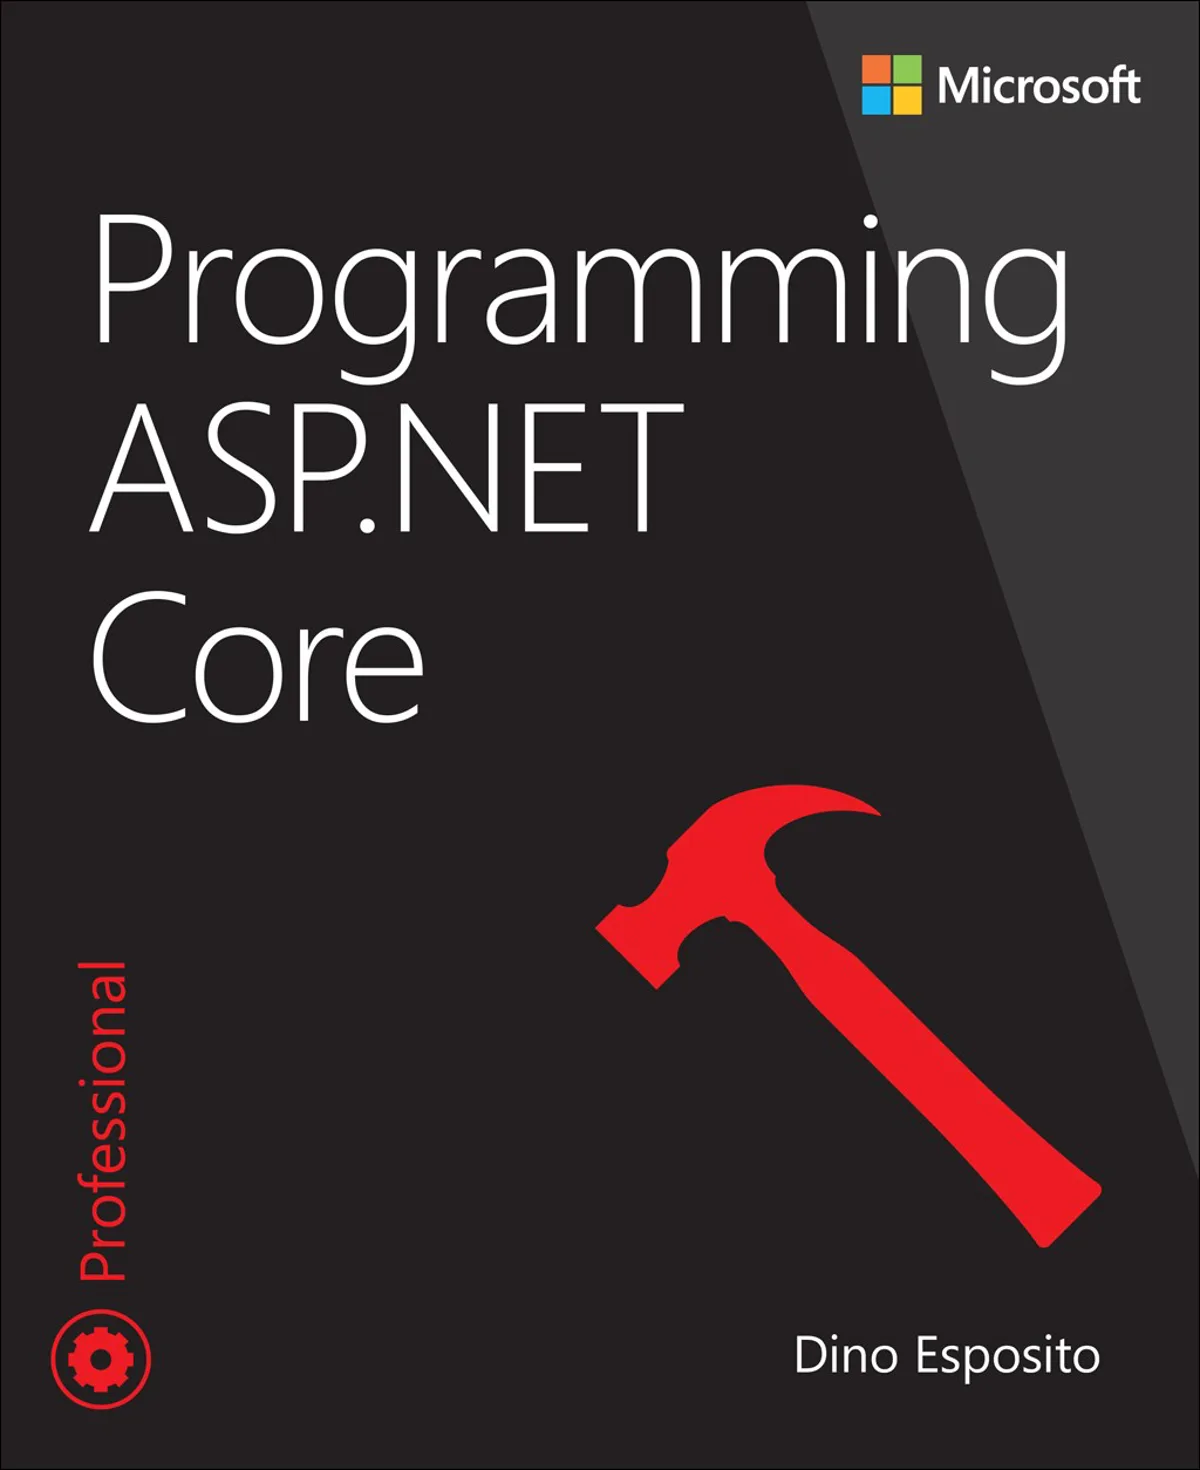 Microsoft
Programming
ASP.NET
Core
Professional
Dino Esposito